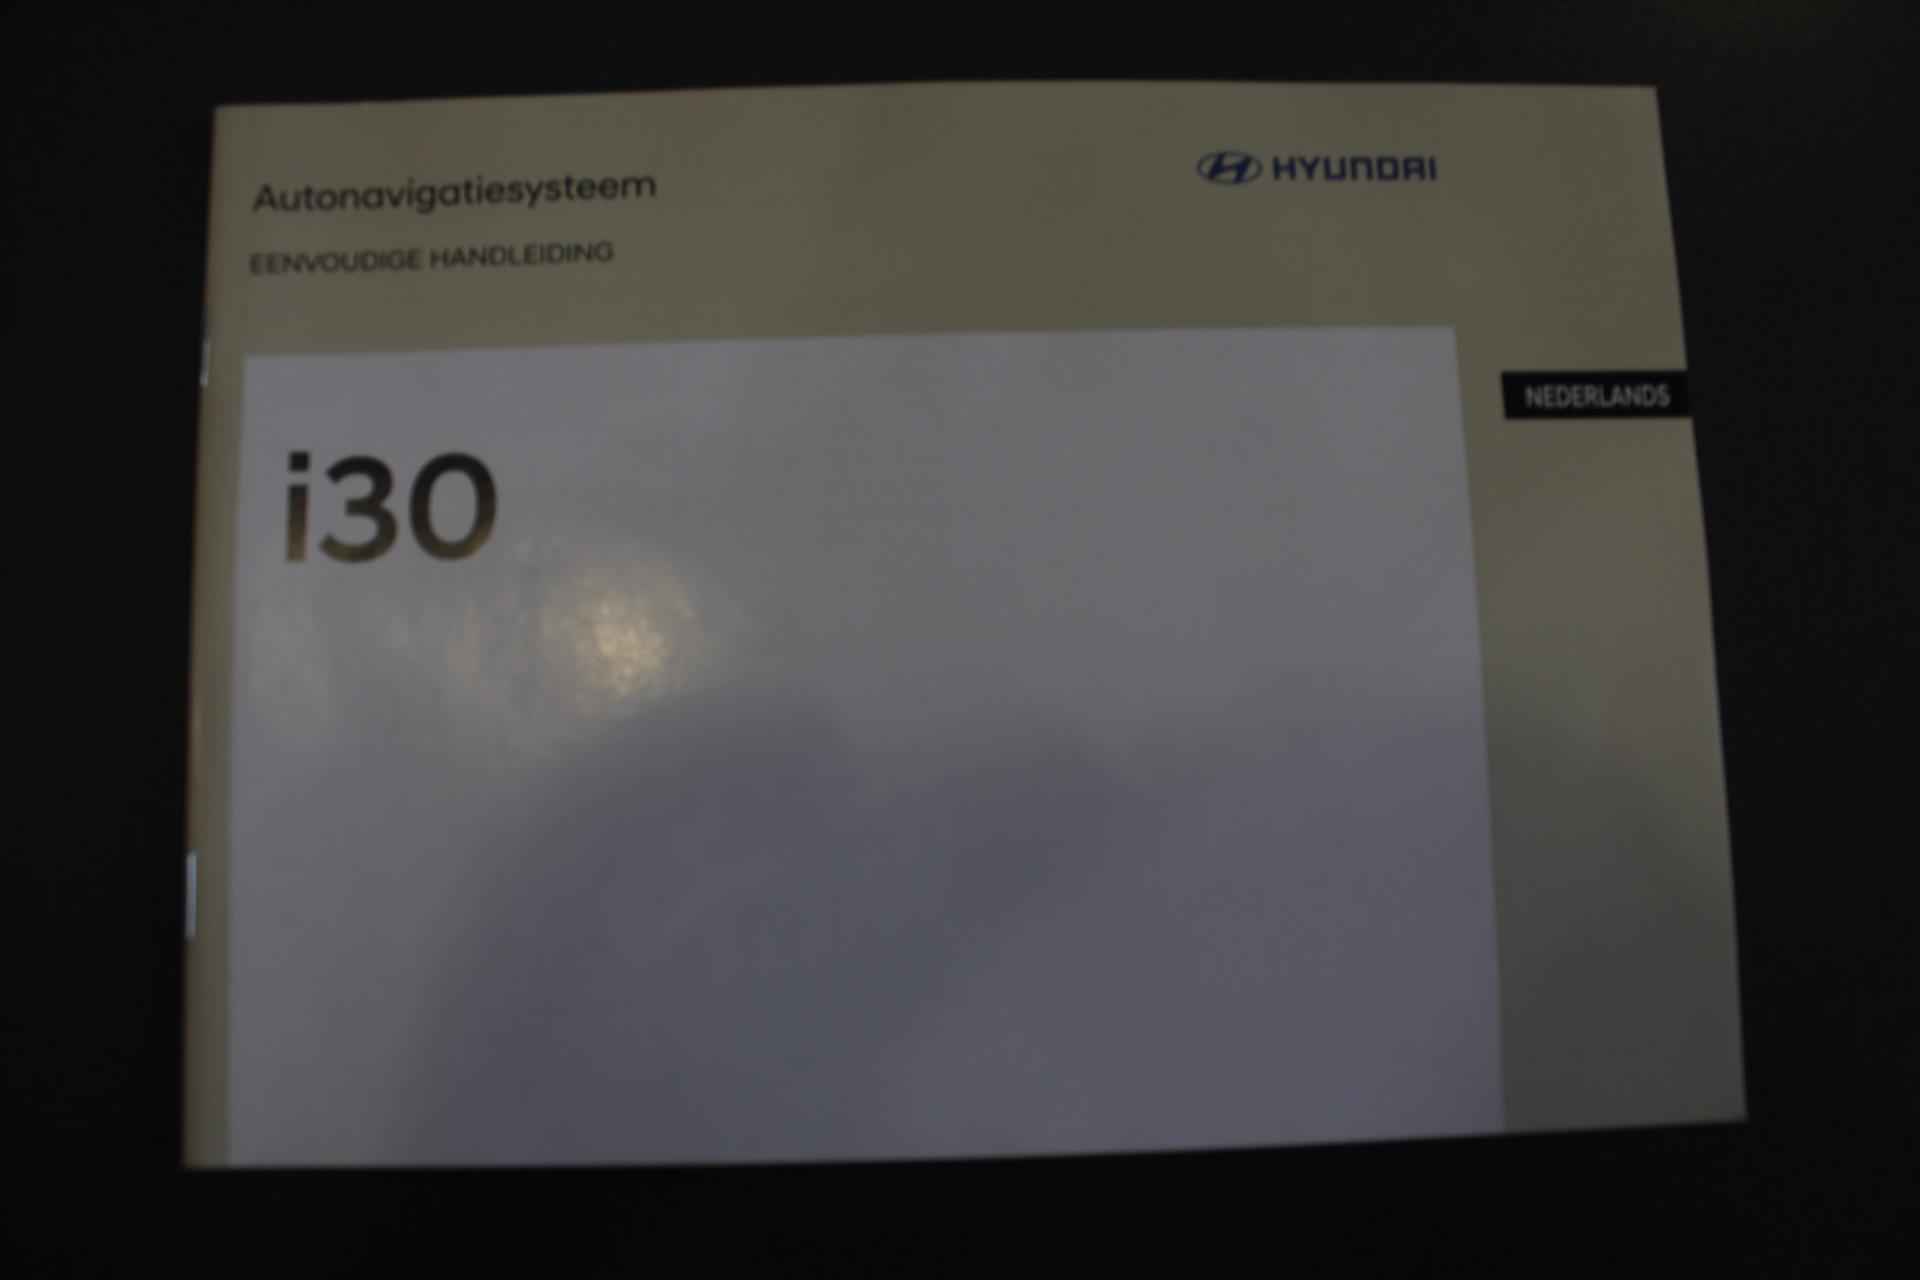 Autonavigatiesysteem
HYUNDAI
EENVOUDIGE HANDLEIDING
NEDERLANDS
i30